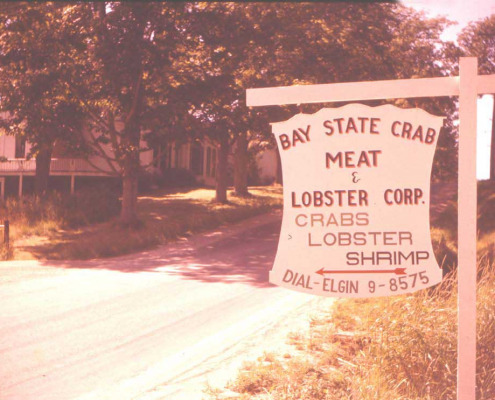 BAY STATE CRAB
MEAT
&
LOBSTER CORP.
CRABS
LOBSTER
SHRIMP
DIAL-ELGIN 9-8575